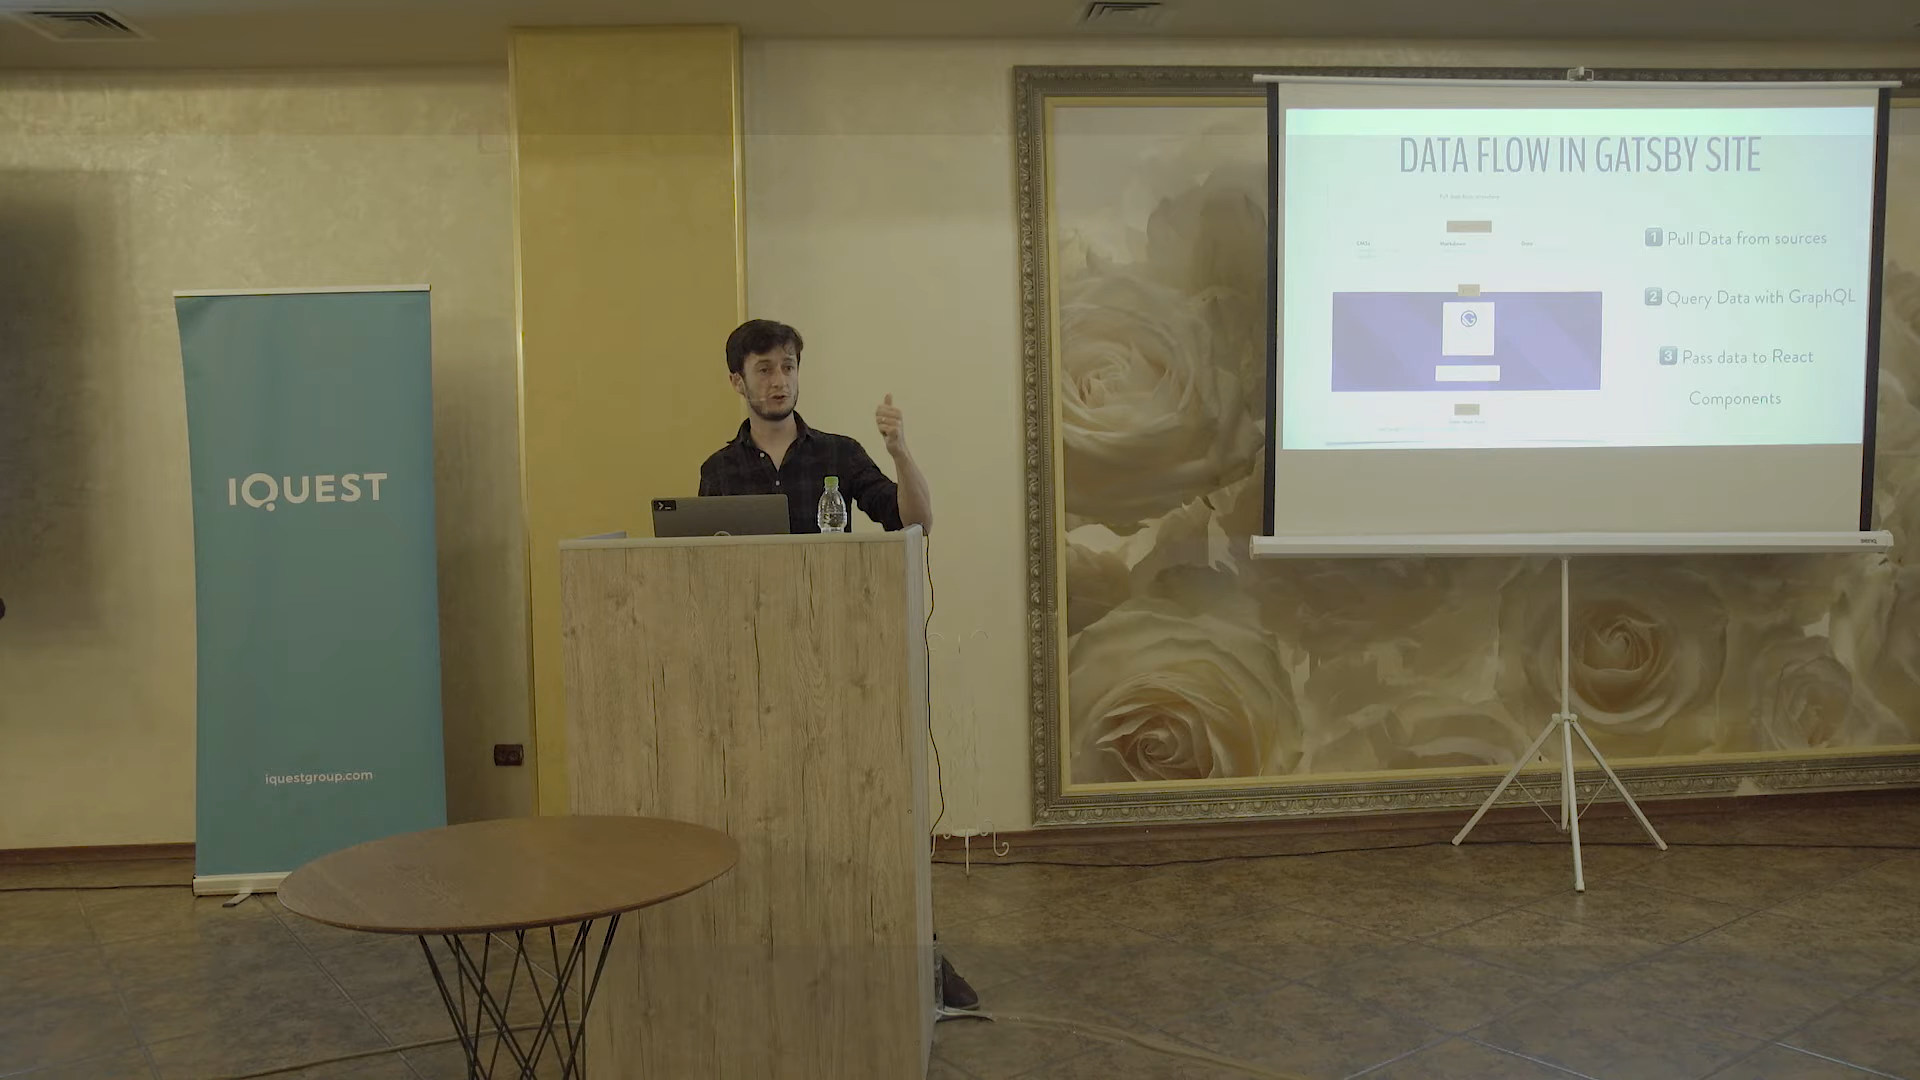 IQUEST
iquestgroup.com
DATA FLOW IN GATSBY SITE
1 Pull Data from sources
2 Query Data with GraphQL
3 Pass data to React
Components
BenQ